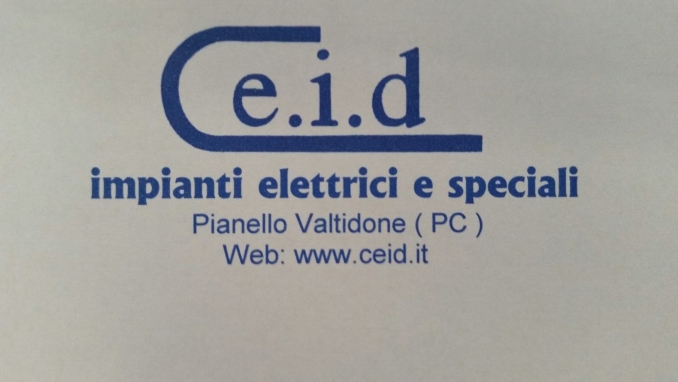 Ce.i.d
impianti elettrici e speciali
Pianello Valtidone ( PC )
Web: www.ceid.it